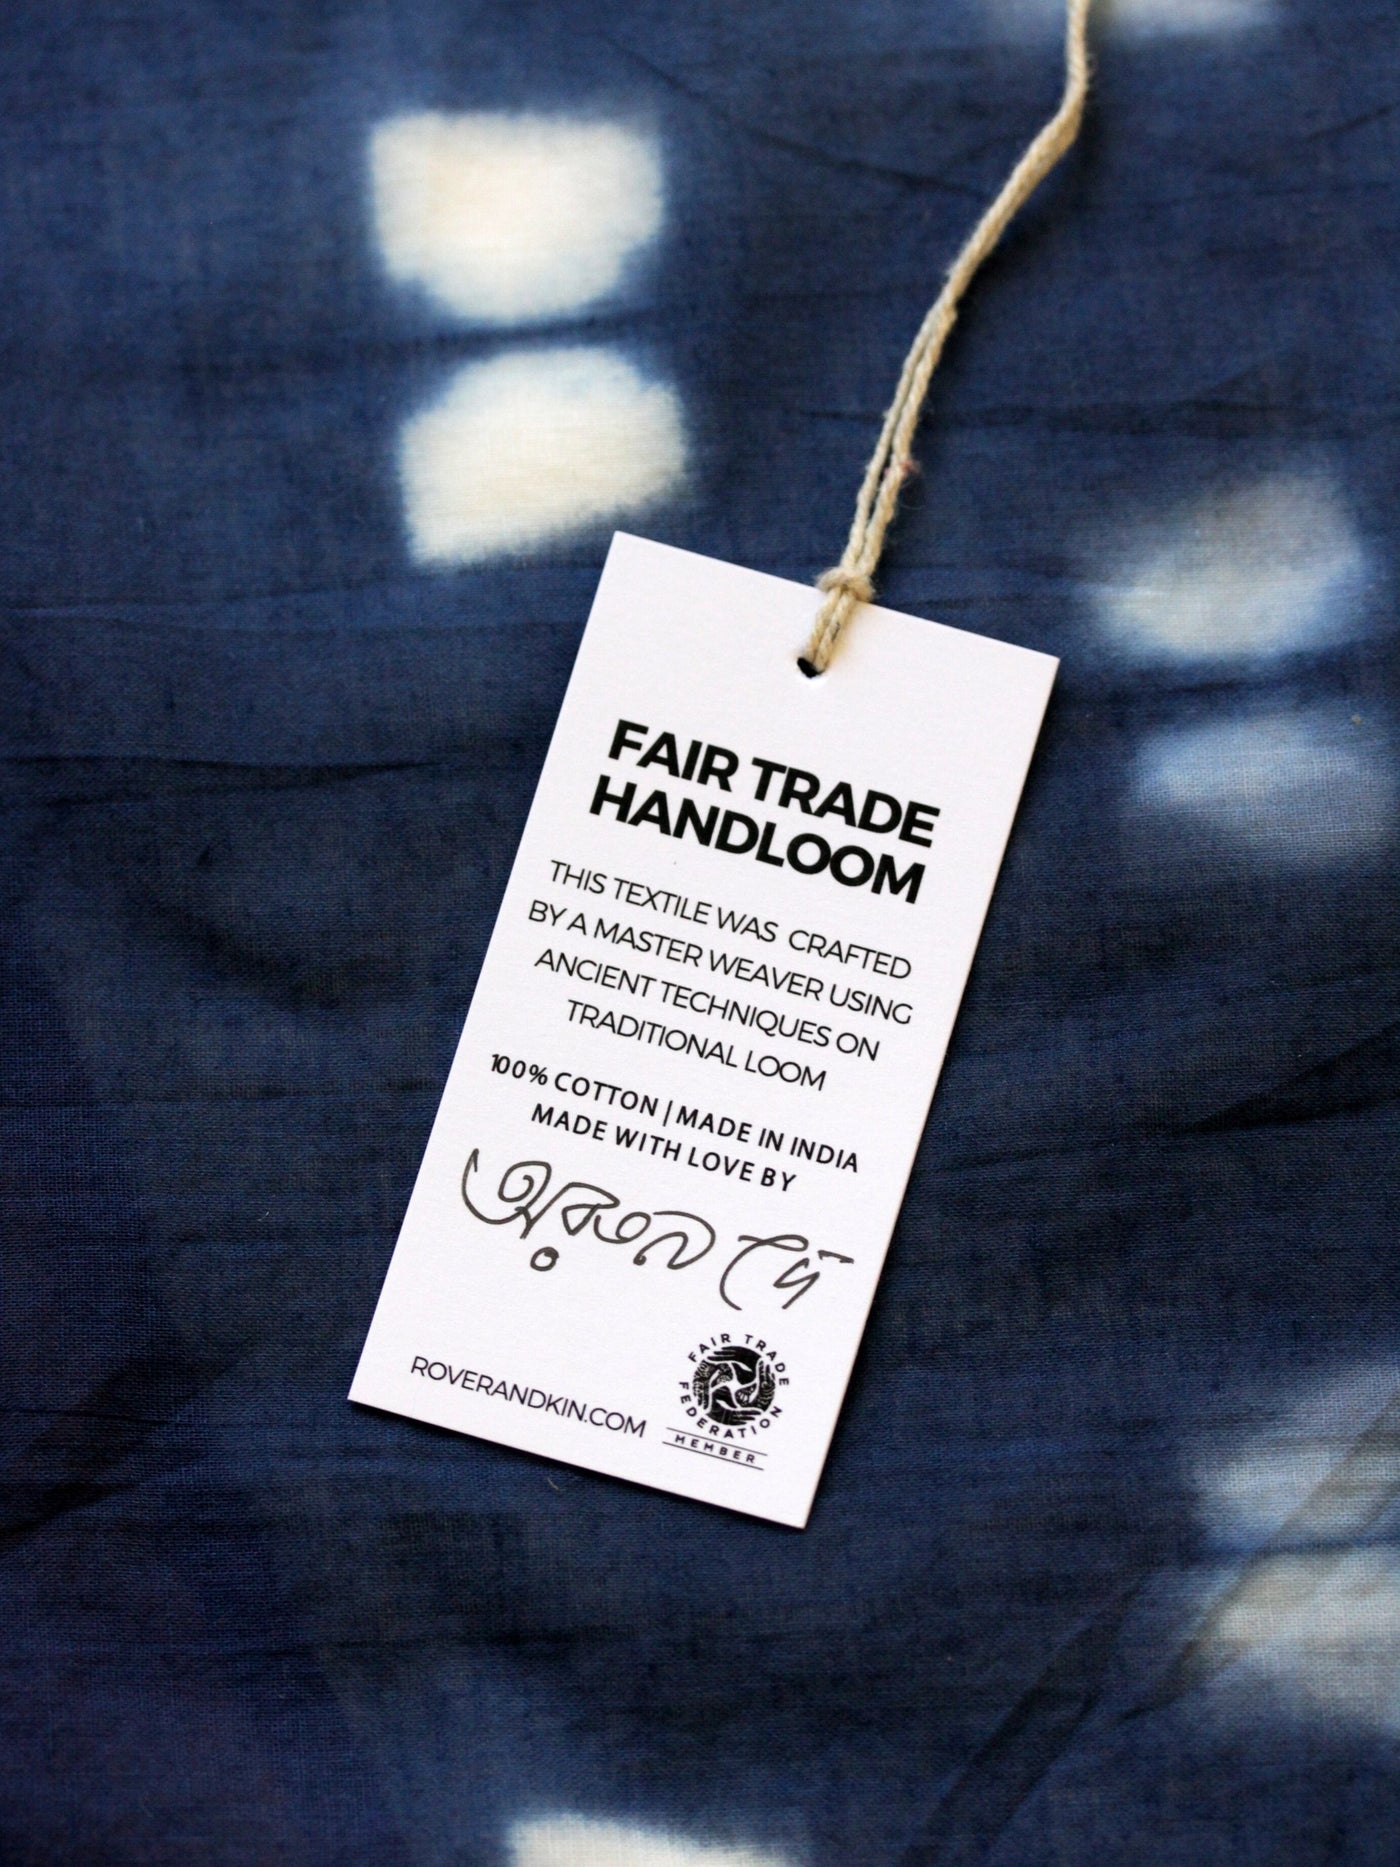 FAIR TRADE
HANDLOOM
THIS TEXTILE WAS CRAFTED
BY A MASTER WEAVER USING
ANCIENT TECHNIQUES ON
TRADITIONAL LOOM
100% COTTON | MADE IN INDIA
MADE WITH LOVE BY
ROVERANDKIN.COM
FAIR TRADE
FEDERATION
MEMBER